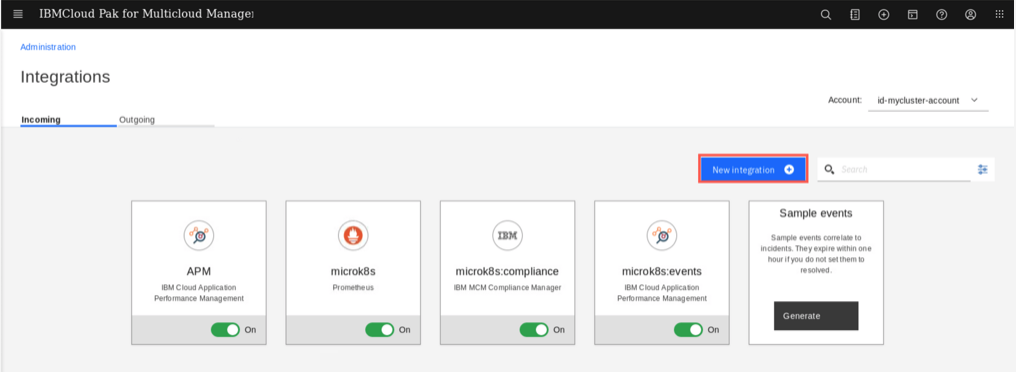 IBMCloud Pak for Multicloud Manager
Administration
Integrations
Account: id-mycluster-account
Incoming Outgoing
New integration Search
APM
IBM Cloud Application
Performance Management
On
microk8s
Prometheus
On
IBM
microk8s:compliance
IBM MCM Compliance Manager
On
microk8s:events
IBM Cloud Application
Performance Management
On
Sample events
Sample events correlate to
incidents. They expire within one
hour if you do not set them to
resolved.
Generate